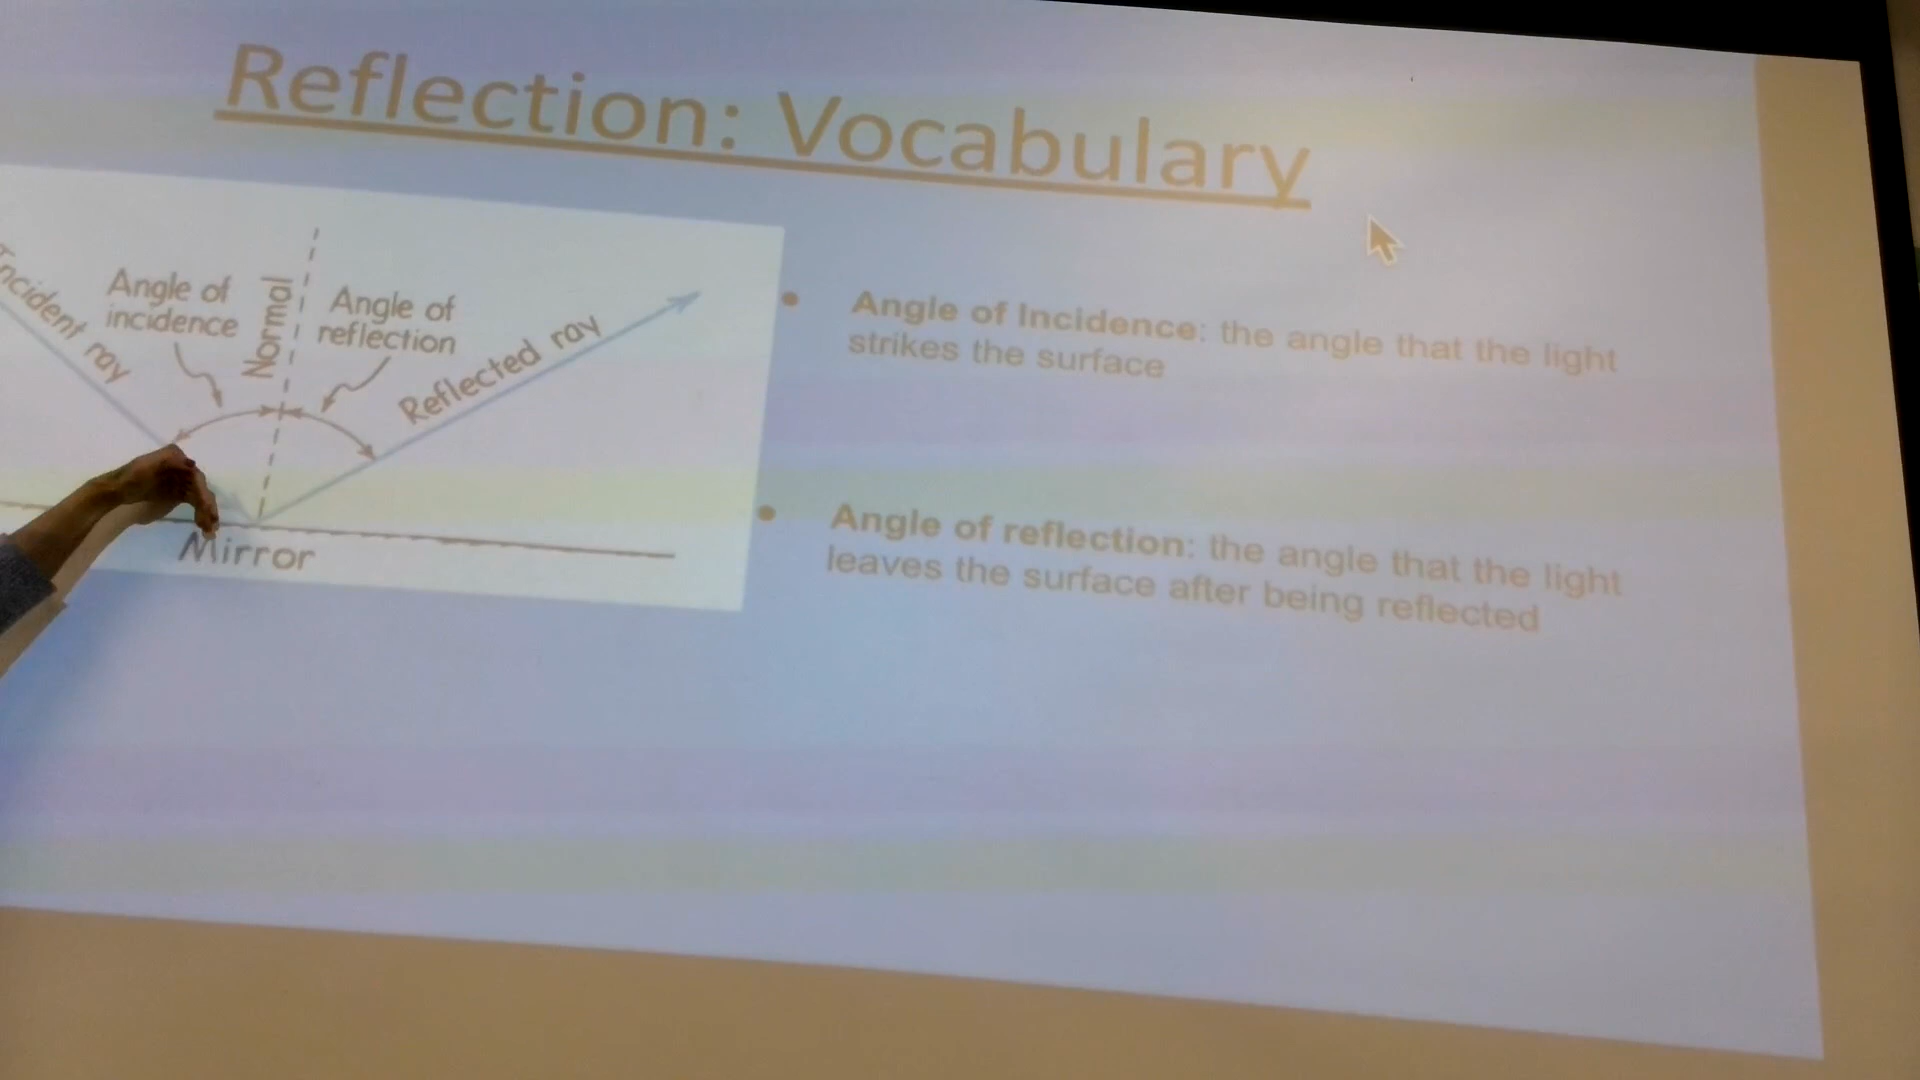 Reflection: Vocabulary
Incident ray
Angle of
incidence
Normal
Angle of
reflection
Reflected ray
Mirror
• Angle of Incidence: the angle that the light
strikes the surface
• Angle of reflection: the angle that the light
leaves the surface after being reflected